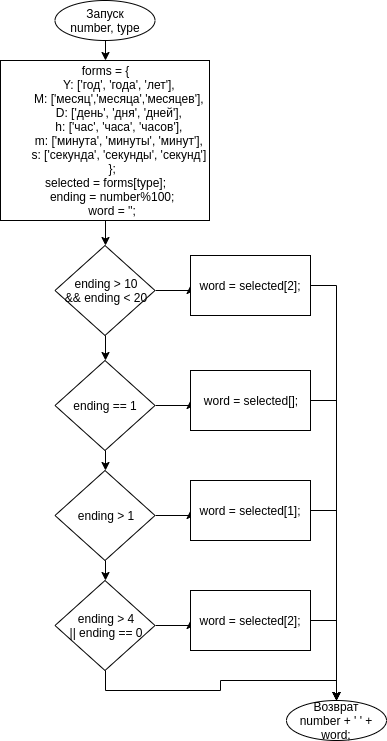 Запуск
number, type
forms = {
Y: ['год', 'года', 'лет'],
M: ['месяц','месяца','месяцев'],
D: ['день', 'дня', 'дней'],
h: ['час', 'часа', 'часов'],
m: ['минута', 'минуты', 'минут'],
s: ['секунда', 'секунды', 'секунд']
};
selected = forms[type];
ending = number%100;
word = '';
ending > 10
&& ending < 20
word = selected[2];
ending == 1
word = selected[];
ending > 1
word = selected[1];
ending > 4
|| ending == 0
word = selected[2];
Возврат
number + ' ' +
word;